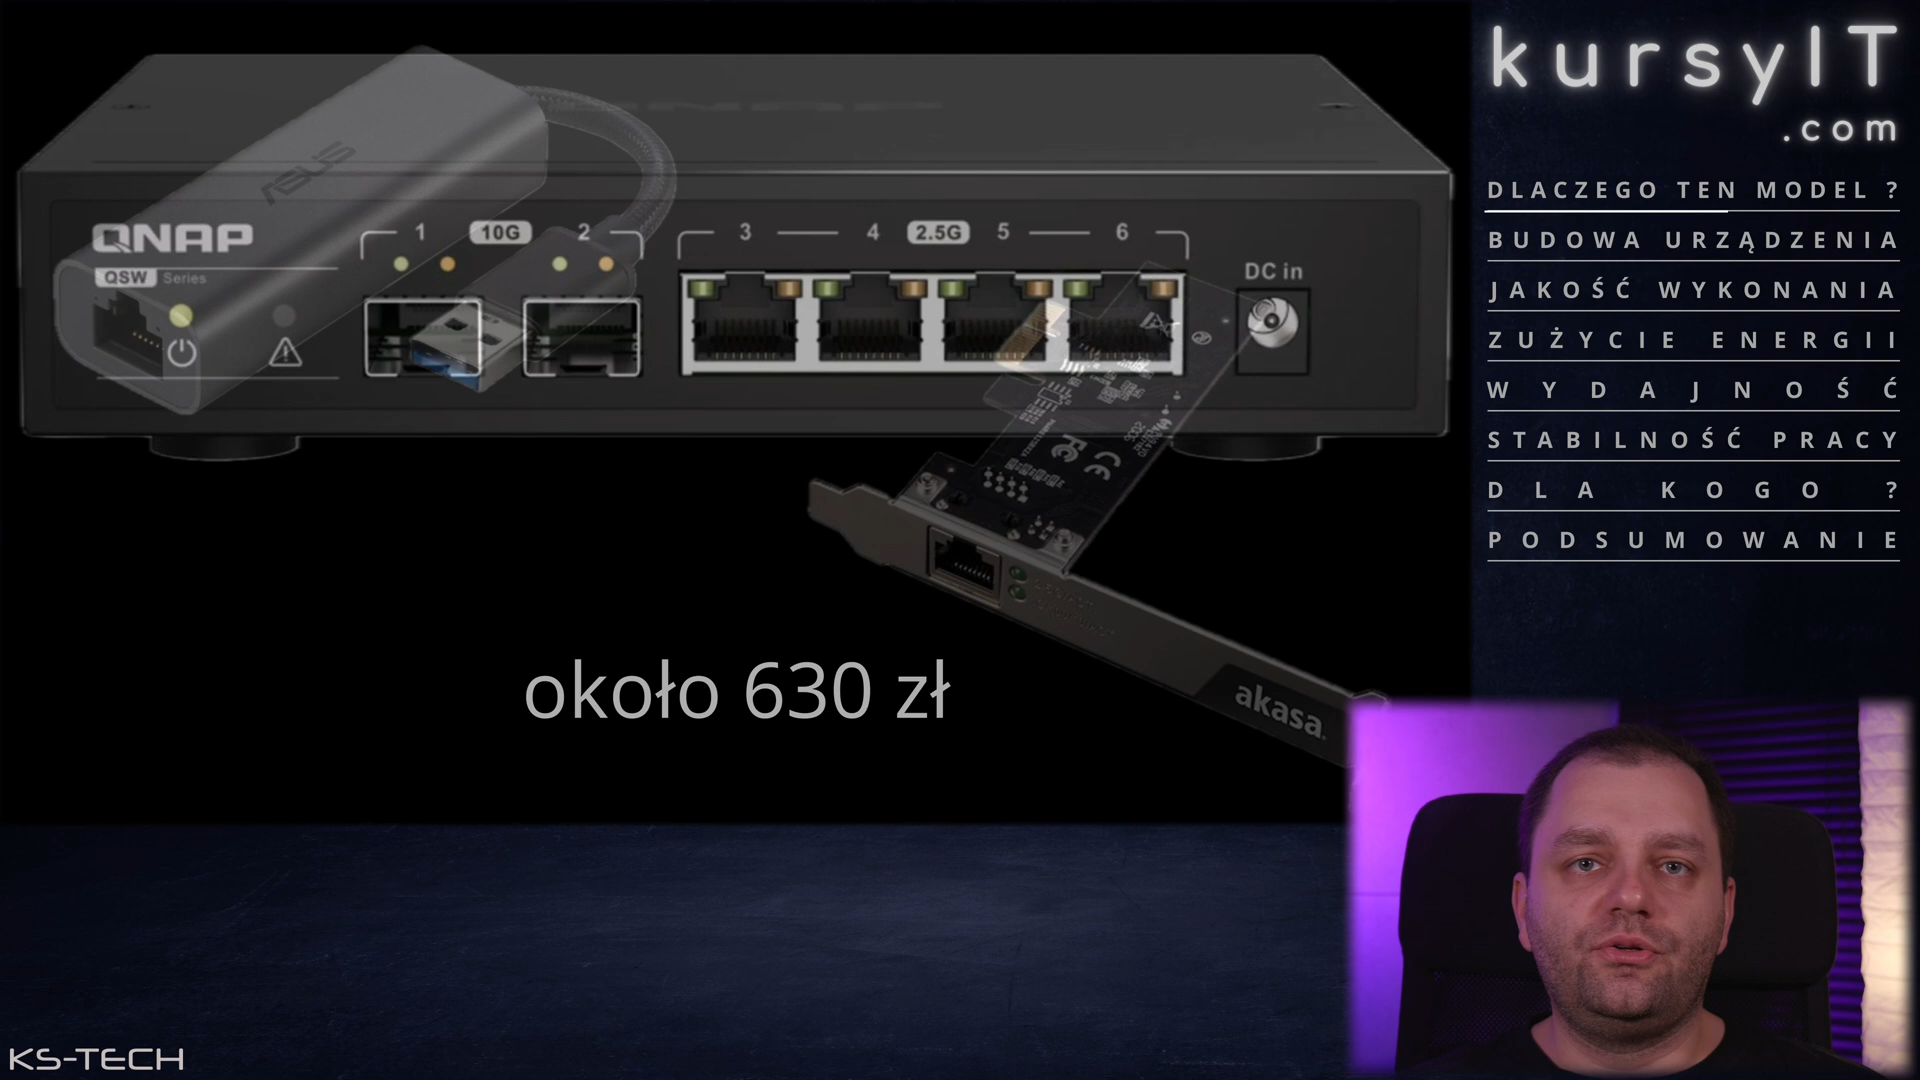 kursyIT
.com
DLACZEGO TEN MODEL ?
BUDOWA URZĄDZENIA
JAKOŚĆ WYKONANIA
ZUŻYCIE ENERGII
WYDAJNOŚĆ
STABILNOŚĆ PRACY
DLA KOGO ?
PODSUMOWANIE
ASUS
QNAP
QSW Series
1 10G 2
3 4 2.5G 5 6
DC in
akasa
około 630 zł
KS-TECH